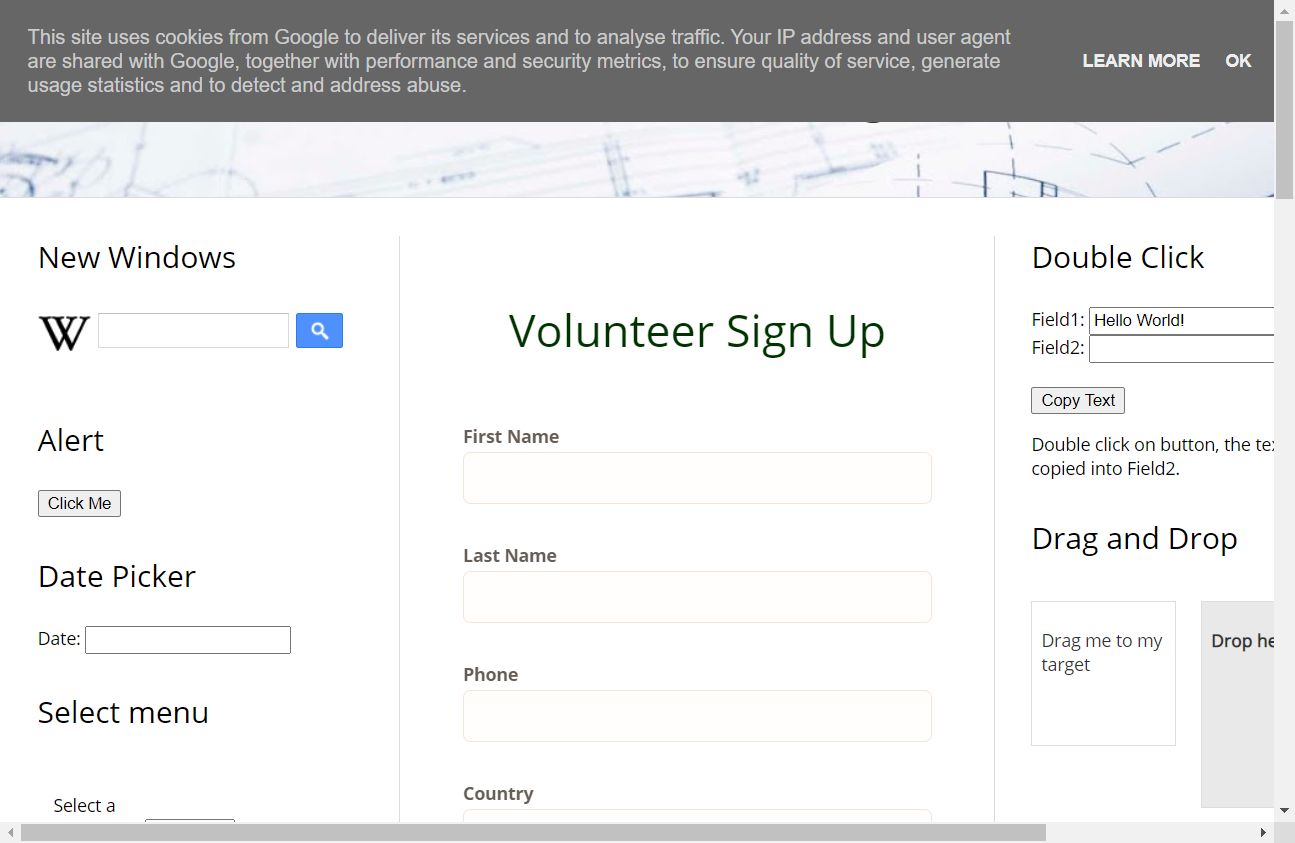 This site uses cookies from Google to deliver its services and to analyse traffic. Your IP address and user agent
are shared with Google, together with performance and security metrics, to ensure quality of service, generate
usage statistics and to detect and address abuse.
LEARN MORE OK
New Windows
W
Alert
Click Me
Date Picker
Date:
Select menu
Select a
Volunteer Sign Up
First Name
Last Name
Phone
Country
Double Click
Field1: Hello World!
Field2:
Copy Text
Double click on button, the
copied into Field2.
Drag and Drop
Drag me to my
target
Drop